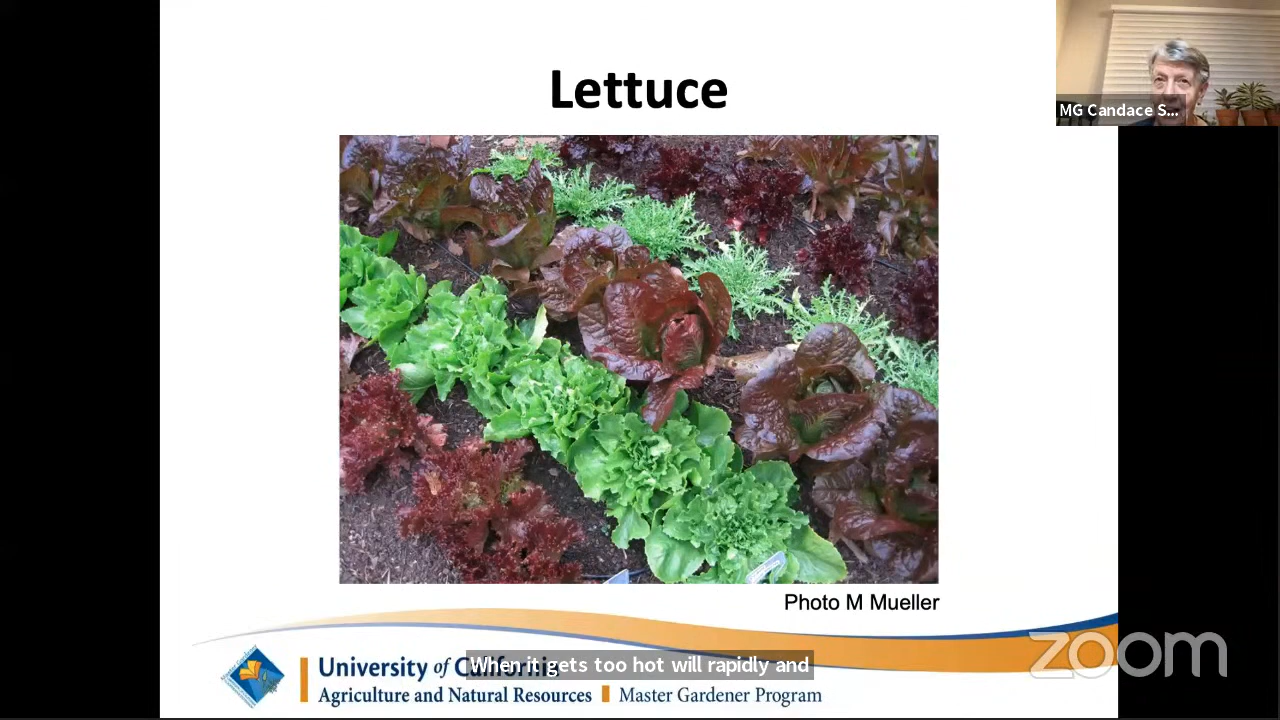 Lettuce
MG Candace S...
Photo M Mueller
zoom
University of Cali
When it gets too hot will rapidly and
Agriculture and Natural Resources Master Gardener Program